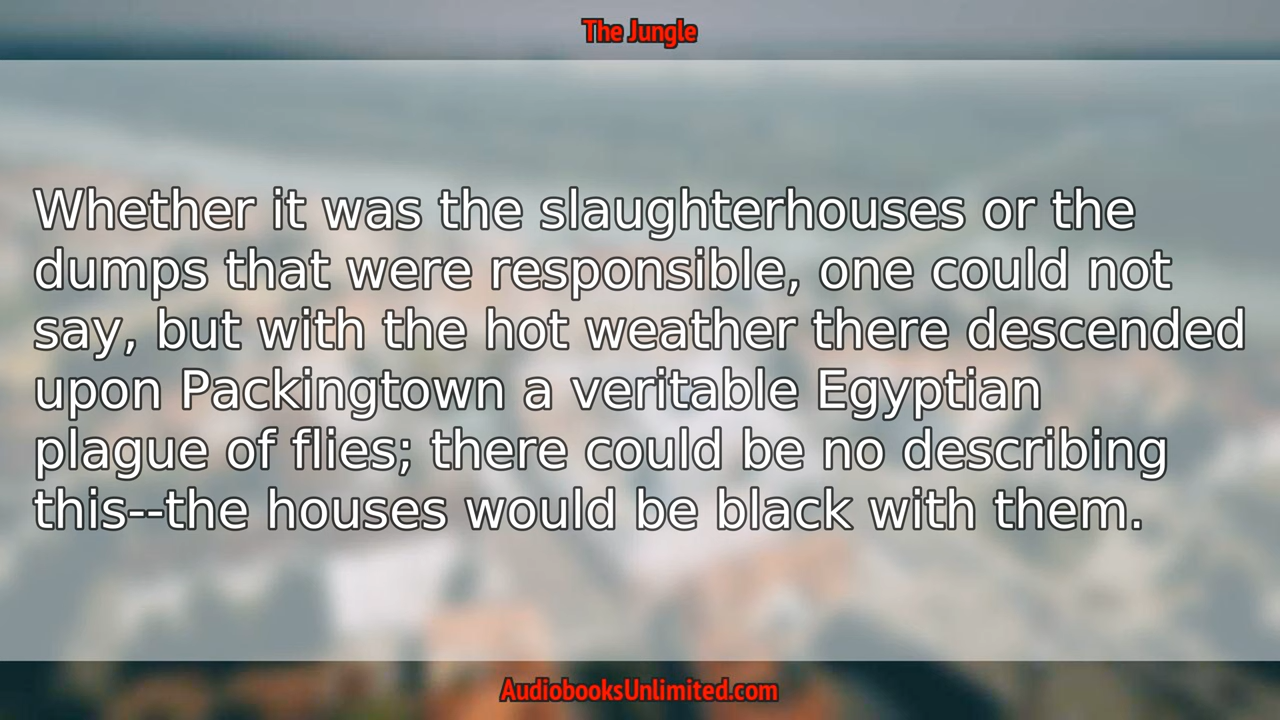 The Jungle
Whether it was the slaughterhouses or the
dumps that were responsible, one could not
say, but with the hot weather there descended
upon Packingtown a veritable Egyptian
plague of flies; there could be no describing
this--the houses would be black with them.
AudiobooksUnlimited.com